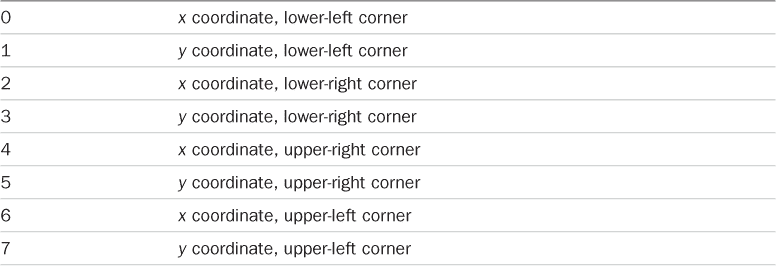 0 x coordinate, lower-left corner
1 y coordinate, lower-left corner
2 x coordinate, lower-right corner
3 y coordinate, lower-right corner
4 x coordinate, upper-right corner
5 y coordinate, upper-right corner
6 x coordinate, upper-left corner
7 y coordinate, upper-left corner